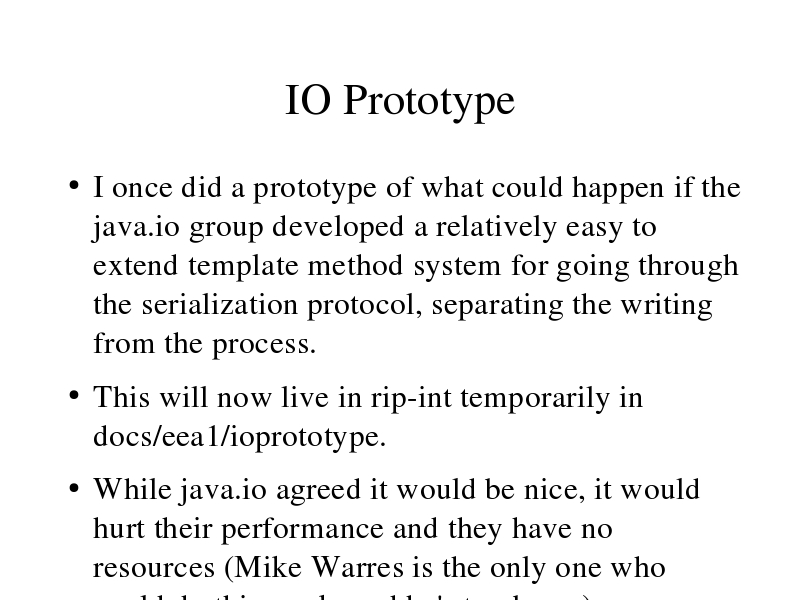 IO Prototype
• I once did a prototype of what could happen if the
java.io group developed a relatively easy to
extend template method system for going through
the serialization protocol, separating the writing
from the process.
• This will now live in rip-int temporarily in
docs/eea1/ioprototype.
• While java.io agreed it would be nice, it would
hurt their performance and they have no
resources (Mike Warres is the only one who